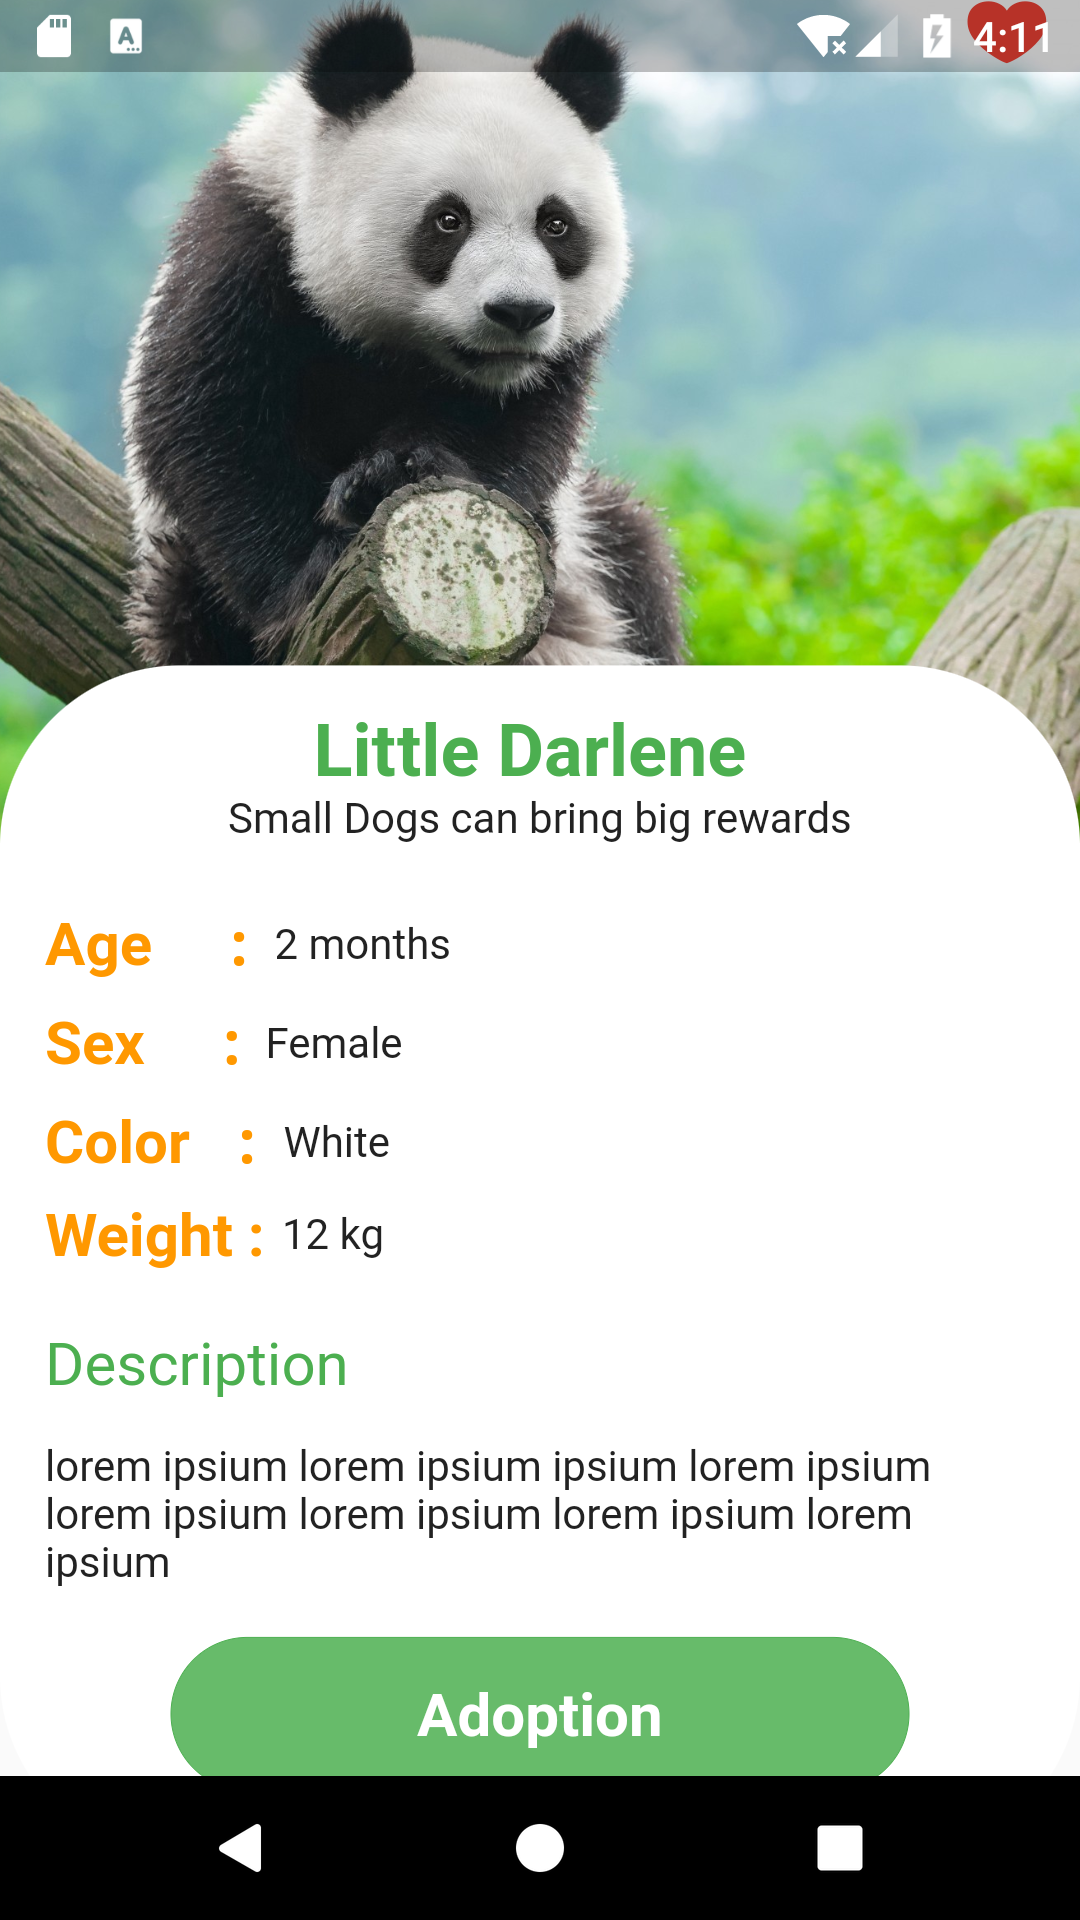 4:11
Little Darlene
Small Dogs can bring big rewards
Age : 2 months
Sex : Female
Color : White
Weight : 12 kg
Description
lorem ipsium lorem ipsium ipsium lorem ipsium
lorem ipsium lorem ipsium lorem ipsium lorem
ipsium
Adoption